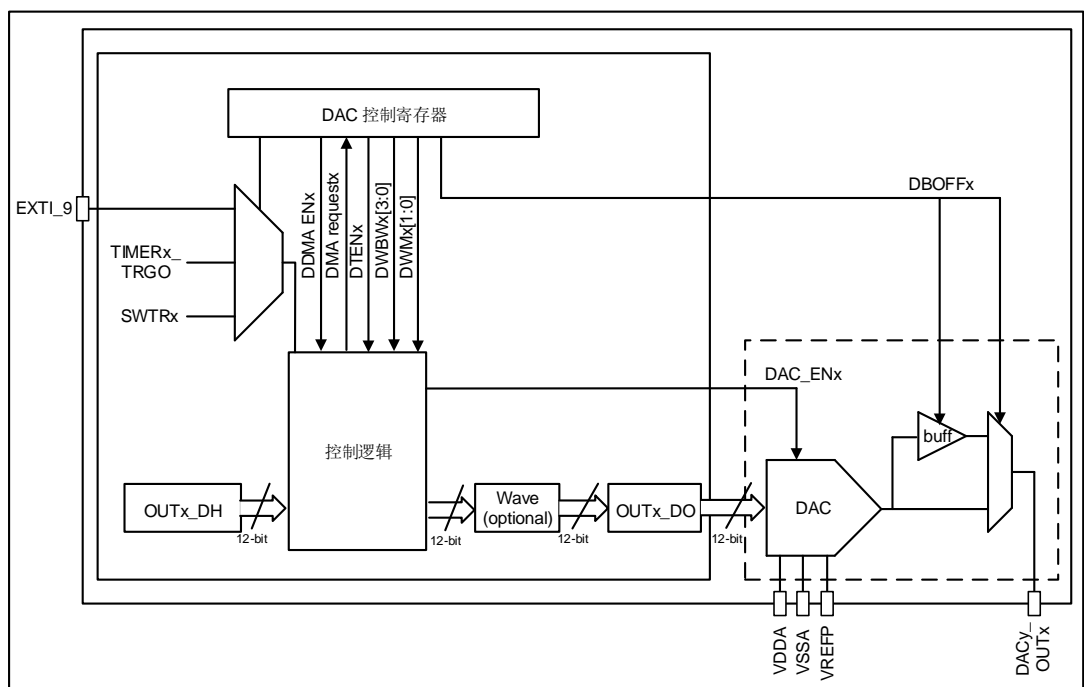 DAC 控制寄存器
EXTI_9
TIMERx_
TRGO
SWTRx
DDMA ENx
DMA requestx
DTENx
DWBWx[3:0]
DWMx[1:0]
DBOFFx
DAC_ENx
控制逻辑
buff
OUTx_DH
12-bit
12-bit
Wave
(optional)
12-bit
OUTx_DO
12-bit
DAC
VDDA
VSSA
VREFP
DACy_
OUTx